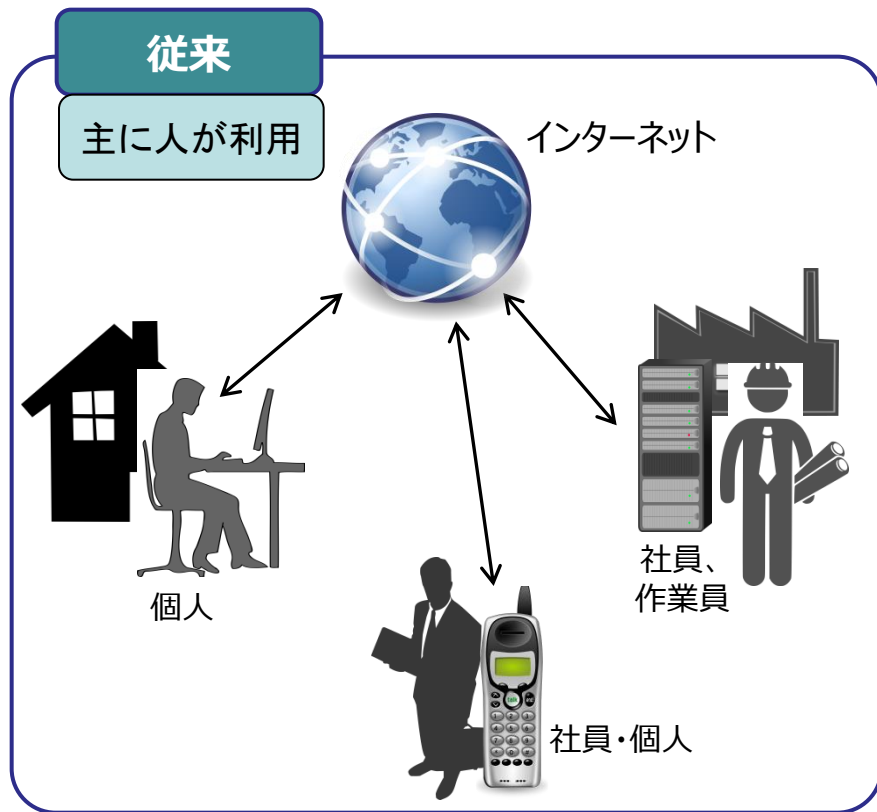 従来
主に人が利用
インターネット
個人
社員、
作業員
社員・個人
talk